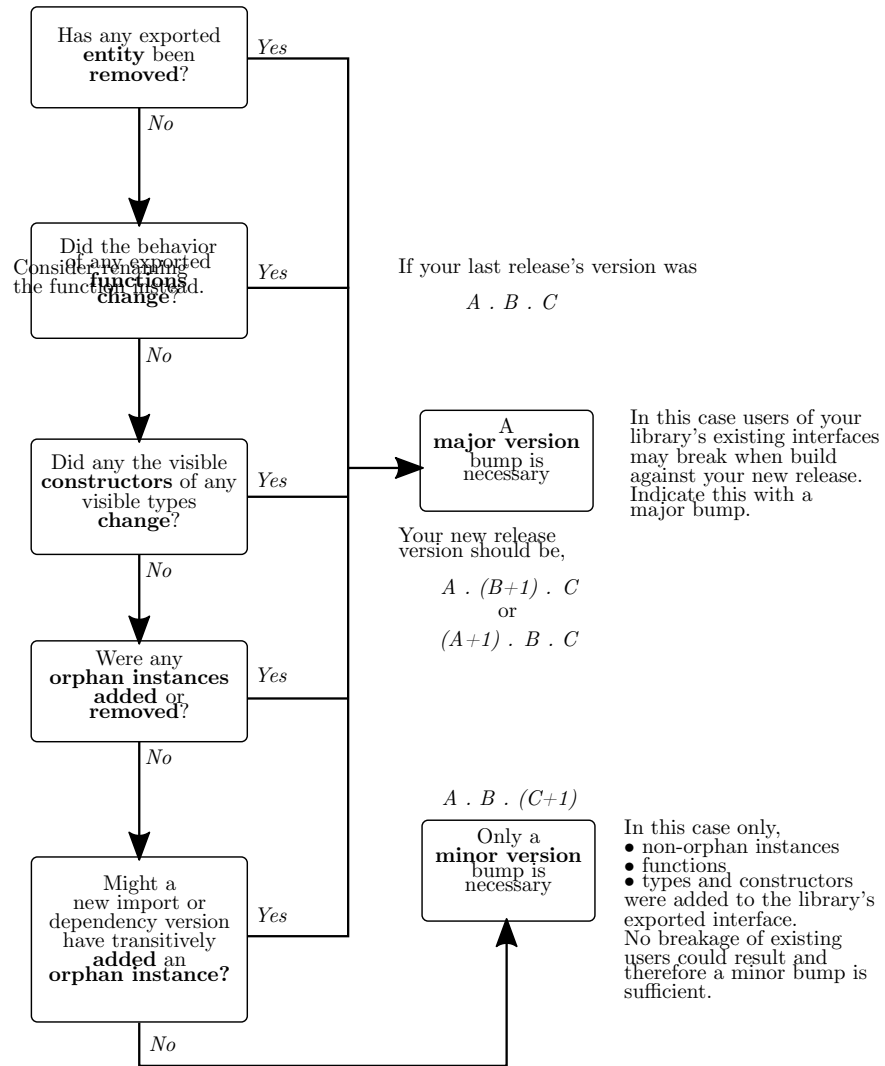 Has any exported
entity been
removed?
Yes
No
Did the behavior
of any exported
functions
change?
Consider renaming
the function instead.
Yes
No
If your last release's version was
A . B . C
Did any the visible
constructors of any
visible types
change?
Yes
No
A
major version
bump is
necessary
In this case users of your
library's existing interfaces
may break when build
against your new release.
Indicate this with a
major bump.
Your new release
version should be,
A . (B+1) . C
or
(A+1) . B . C
Were any
orphan instances
added or
removed?
Yes
No
Might a
new import or
dependency version
have transitively
added an
orphan instance?
Yes
No
A . B . (C+1)
Only a
minor version
bump is
necessary
In this case only,
• non-orphan instances
• functions
• types and constructors
were added to the library's
exported interface.
No breakage of existing
users could result and
therefore a minor bump is
sufficient.